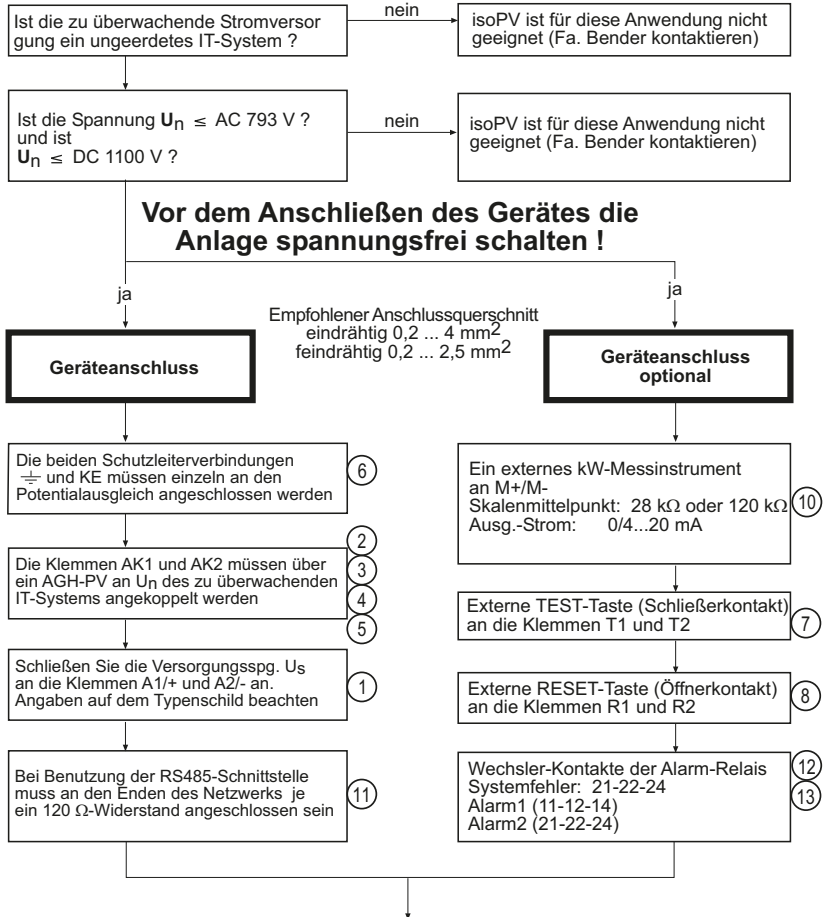 Ist die zu überwachende Stromversor
gung ein ungeerdetes IT-System ?
nein
isoPV ist für diese Anwendung nicht
geeignet (Fa. Bender kontaktieren)
Ist die Spannung Un ≤ AC 793 V ?
und ist
Un ≤ DC 1100 V ?
nein
isoPV ist für diese Anwendung nicht
geeignet (Fa. Bender kontaktieren)
Vor dem Anschließen des Gerätes die
Anlage spannungsfrei schalten !
ja
ja
Empfohlener Anschlussquerschnitt
eindrähtig 0,2 ... 4 mm2
feindrähtig 0,2 ... 2,5 mm2
Geräteanschluss
Geräteanschluss
optional
Die beiden Schutzleiterverbindungen
⏚ und KE müssen einzeln an den
Potentialausgleich angeschlossen werden
6
Die Klemmen AK1 und AK2 müssen über
ein AGH-PV an Un des zu überwachenden
IT-Systems angekoppelt werden
2
3
4
5
Schließen Sie die Versorgungsspg. Us
an die Klemmen A1/+ und A2/- an.
Angaben auf dem Typenschild beachten
1
Bei Benutzung der RS485-Schnittstelle
muss an den Enden des Netzwerks je
ein 120 Ω-Widerstand angeschlossen sein
11
Ein externes kW-Messinstrument
an M+/M-
Skalenmittelpunkt: 28 kΩ oder 120 kΩ
Ausg.-Strom: 0/4...20 mA
10
Externe TEST-Taste (Schließerkontakt)
an die Klemmen T1 und T2
7
Externe RESET-Taste (Öffnerkontakt)
an die Klemmen R1 und R2
8
Wechsler-Kontakte der Alarm-Relais
Systemfehler: 21-22-24
Alarm1 (11-12-14)
Alarm2 (21-22-24)
12
13